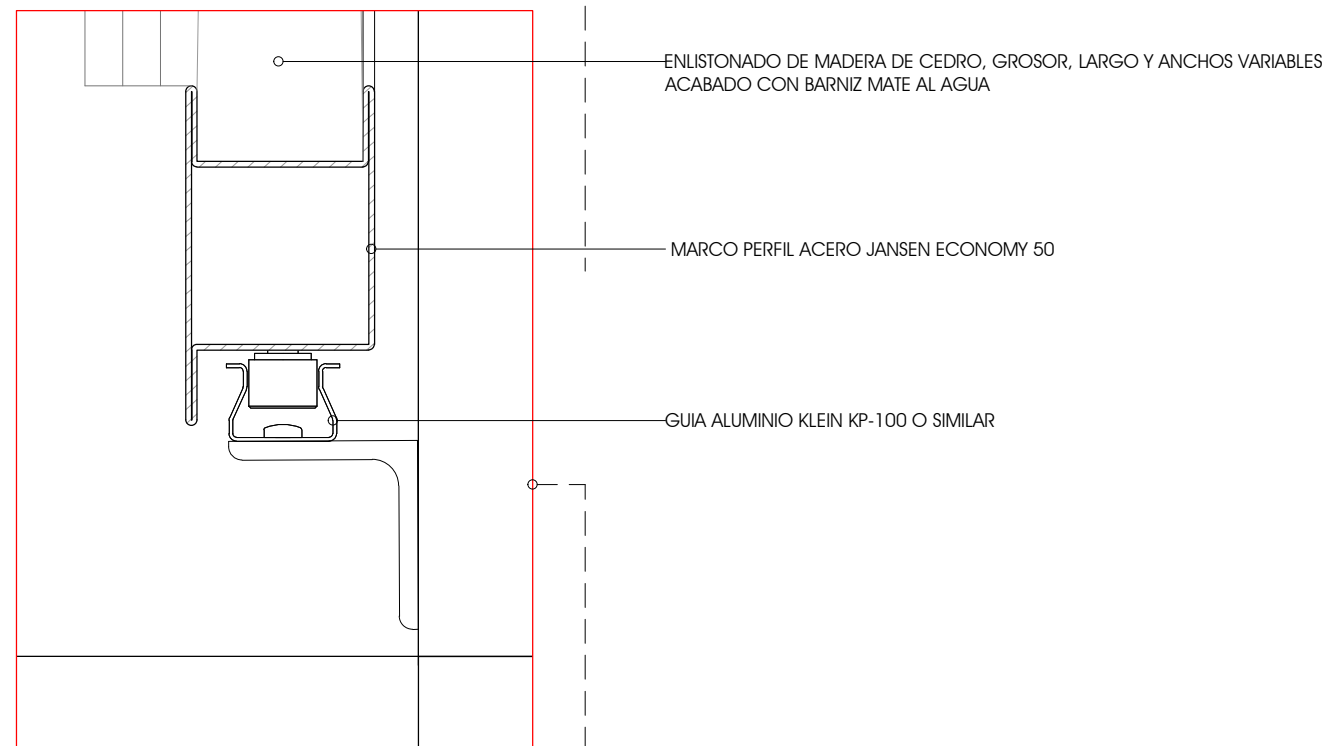 ENLISTONADO DE MADERA DE CEDRO, GROSOR, LARGO Y ANCHOS VARIABLES
ACABADO CON BARNIZ MATE AL AGUA
MARCO PERFIL ACERO JANSEN ECONOMY 50
GUIA ALUMINIO KLEIN KP-100 O SIMILAR